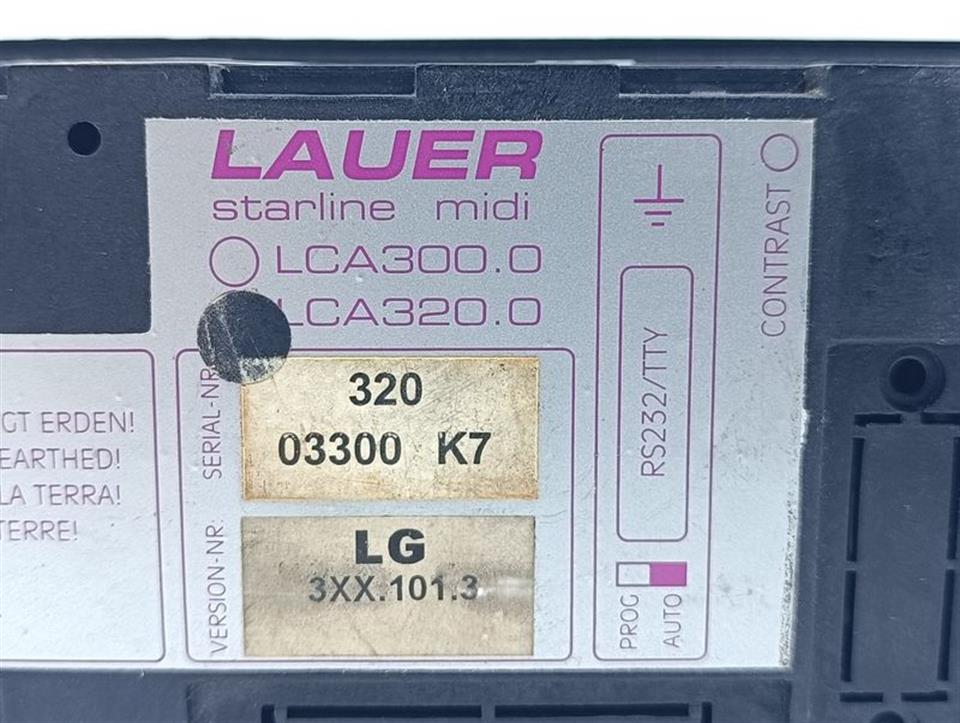 LAUER
starline midi
LCA300.0
LCA320.0
SERIAL-NR
320
03300 K7
VERSION-NR:
LG
3XX.101.3
GT ERDEN!
EARTHED!
LA TERRA!
TERRE!
RS232/TTY
PROG
AUTO
CONTRAST